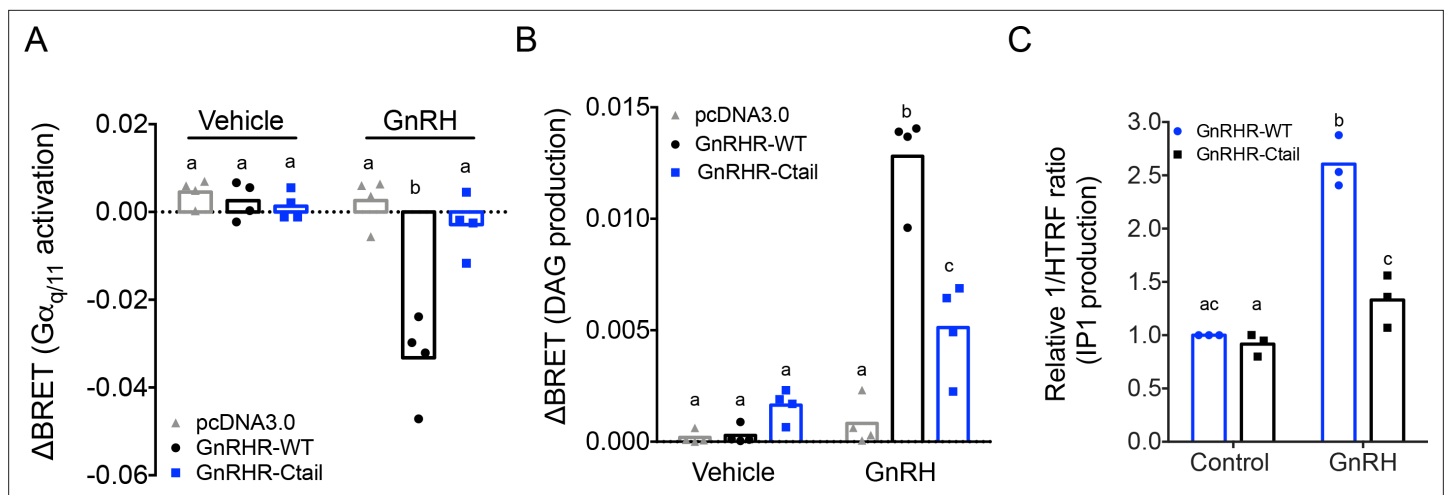 A
ΔBRET (Gαq/11 activation)
0.02
0.00
-0.02
-0.04
-0.06
Vehicle
GnRH
a
a
a
a
b
a
pcDNA3.0
GnRHR-WT
GnRHR-Ctail
B
ΔBRET (DAG production)
0.015
0.010
0.005
0.000
pcDNA3.0
GnRHR-WT
GnRHR-Ctail
a
a
a
a
b
c
Vehicle
GnRH
C
Relative 1/HTRF ratio
(IP1 production)
3.0
2.5
2.0
1.5
1.0
0.5
0.0
GnRHR-WT
GnRHR-Ctail
ac
a
b
c
Control
GnRH